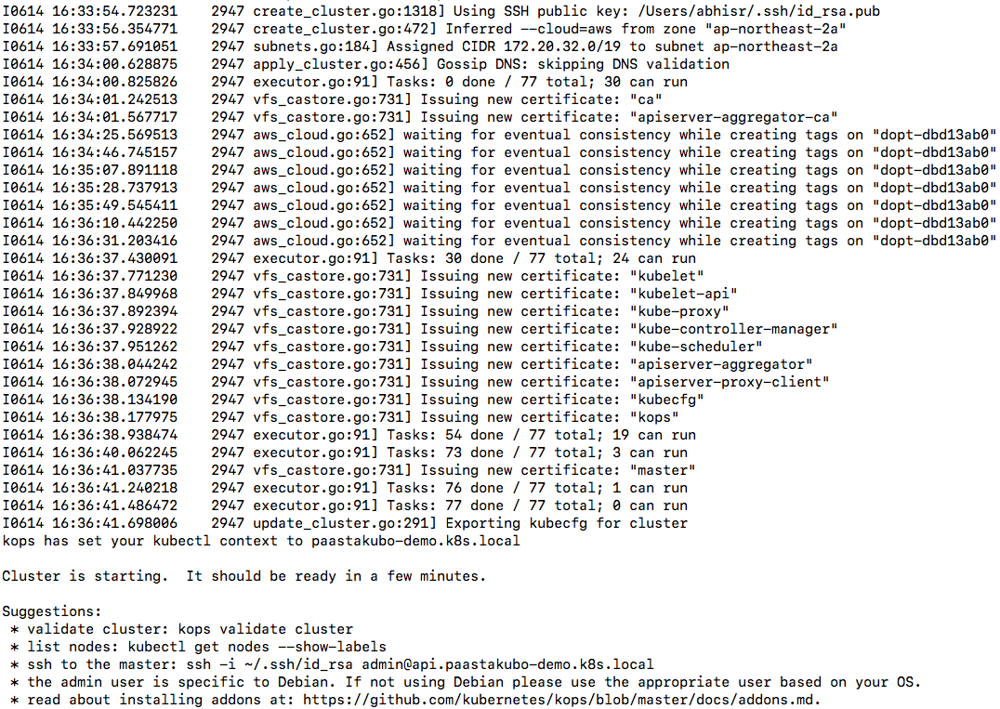 I0614 16:33:54.723231    2947 create_cluster.go:1318] Using SSH public key: /Users/abhisr/.ssh/id_rsa.pub
I0614 16:33:56.354771    2947 create_cluster.go:472] Inferred --cloud=aws from zone "ap-northeast-2a"
I0614 16:33:57.691051    2947 subnets.go:184] Assigned CIDR 172.20.32.0/19 to subnet ap-northeast-2a
I0614 16:34:00.628875    2947 apply_cluster.go:456] Gossip DNS: skipping DNS validation
I0614 16:34:00.825826    2947 executor.go:91] Tasks: 0 done / 77 total; 30 can run
I0614 16:34:01.242513    2947 vfs_castore.go:731] Issuing new certificate: "ca"
I0614 16:34:01.567717    2947 vfs_castore.go:731] Issuing new certificate: "apiserver-aggregator-ca"
I0614 16:34:25.569513    2947 aws_cloud.go:652] waiting for eventual consistency while creating tags on "dopt-dbd13ab0"
I0614 16:34:46.745157    2947 aws_cloud.go:652] waiting for eventual consistency while creating tags on "dopt-dbd13ab0"
I0614 16:35:07.891118    2947 aws_cloud.go:652] waiting for eventual consistency while creating tags on "dopt-dbd13ab0"
I0614 16:35:28.737913    2947 aws_cloud.go:652] waiting for eventual consistency while creating tags on "dopt-dbd13ab0"
I0614 16:35:49.545411    2947 aws_cloud.go:652] waiting for eventual consistency while creating tags on "dopt-dbd13ab0"
I0614 16:36:10.442250    2947 aws_cloud.go:652] waiting for eventual consistency while creating tags on "dopt-dbd13ab0"
I0614 16:36:31.203416    2947 aws_cloud.go:652] waiting for eventual consistency while creating tags on "dopt-dbd13ab0"
I0614 16:36:37.430091    2947 executor.go:91] Tasks: 30 done / 77 total; 24 can run
I0614 16:36:37.771230    2947 vfs_castore.go:731] Issuing new certificate: "kubelet"
I0614 16:36:37.849968    2947 vfs_castore.go:731] Issuing new certificate: "kubelet-api"
I0614 16:36:37.892394    2947 vfs_castore.go:731] Issuing new certificate: "kube-proxy"
I0614 16:36:37.928922    2947 vfs_castore.go:731] Issuing new certificate: "kube-controller-manager"
I0614 16:36:37.951262    2947 vfs_castore.go:731] Issuing new certificate: "kube-scheduler"
I0614 16:36:38.044242    2947 vfs_castore.go:731] Issuing new certificate: "apiserver-aggregator"
I0614 16:36:38.072945    2947 vfs_castore.go:731] Issuing new certificate: "apiserver-proxy-client"
I0614 16:36:38.134190    2947 vfs_castore.go:731] Issuing new certificate: "kubecfg"
I0614 16:36:38.177975    2947 vfs_castore.go:731] Issuing new certificate: "kops"
I0614 16:36:38.938474    2947 executor.go:91] Tasks: 54 done / 77 total; 19 can run
I0614 16:36:40.062245    2947 executor.go:91] Tasks: 73 done / 77 total; 3 can run
I0614 16:36:41.037735    2947 vfs_castore.go:731] Issuing new certificate: "master"
I0614 16:36:41.240218    2947 executor.go:91] Tasks: 76 done / 77 total; 1 can run
I0614 16:36:41.486472    2947 executor.go:91] Tasks: 77 done / 77 total; 0 can run
I0614 16:36:41.698006    2947 update_cluster.go:291] Exporting kubecfg for cluster
kops has set your kubectl context to paastakubo-demo.k8s.local

Cluster is starting.  It should be ready in a few minutes.

Suggestions:
 * validate cluster: kops validate cluster
 * list nodes: kubectl get nodes --show-labels
 * ssh to the master: ssh -i ~/.ssh/id_rsa admin@api.paastakubo-demo.k8s.local
 * the admin user is specific to Debian. If not using Debian please use the appropriate user based on your OS.
 * read about installing addons at: https://github.com/kubernetes/kops/blob/master/docs/addons.md.